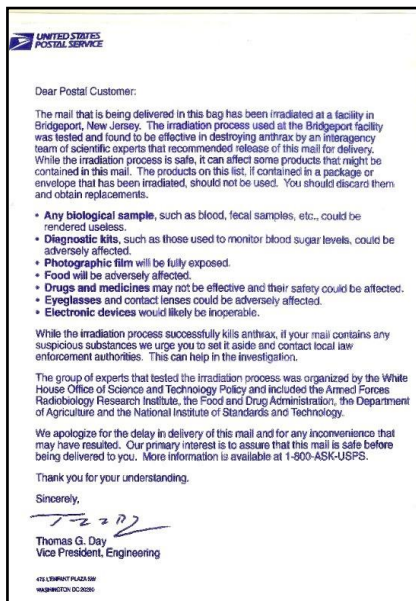 UNITED STATES
POSTAL SERVICE
Dear Postal Customer:
The mail that is being delivered in this bag has been irradiated at a facility in
Bridgeport, New Jersey. The irradiation process used at the Bridgeport facility
was tested and found to be effective in destroying anthrax by an interagency
team of scientific experts that recommended release of this mail for delivery.
While the irradiation process is safe, it can affect some products that might be
contained in this mail. The products on this list, if contained in a package or
envelope that has been irradiated, should not be used. You should discard them
and obtain replacements.
• Any biological sample, such as blood, fecal samples, etc., could be
rendered useless.
• Diagnostic kits, such as those used to monitor blood sugar levels, could be
adversely affected.
• Photographic film will be fully exposed.
• Food will be adversely affected.
• Drugs and medicines may not be effective and their safety could be affected.
• Eyeglasses and contact lenses could be adversely affected.
• Electronic devices would likely be inoperable.
While the irradiation process successfully kills anthrax, if your mail contains any
suspicious substances we urge you to set it aside and contact local law
enforcement authorities. This can help in the investigation.
The group of experts that tested the irradiation process was organized by the White
House Office of Science and Technology Policy and included the Armed Forces
Radiobiology Research Institute, the Food and Drug Administration, the Department
of Agriculture and the National Institute of Standards and Technology.
We apologize for the delay in delivery of this mail and for any inconvenience that
may have resulted. Our primary interest is to assure that this mail is safe before
being delivered to you. More information is available at 1-800-ASK-USPS.
Thank you for your understanding.
Sincerely,
Thomas G. Day
Vice President, Engineering
475 L'ENFANT PLAZA SW
WASHINGTON DC 20260